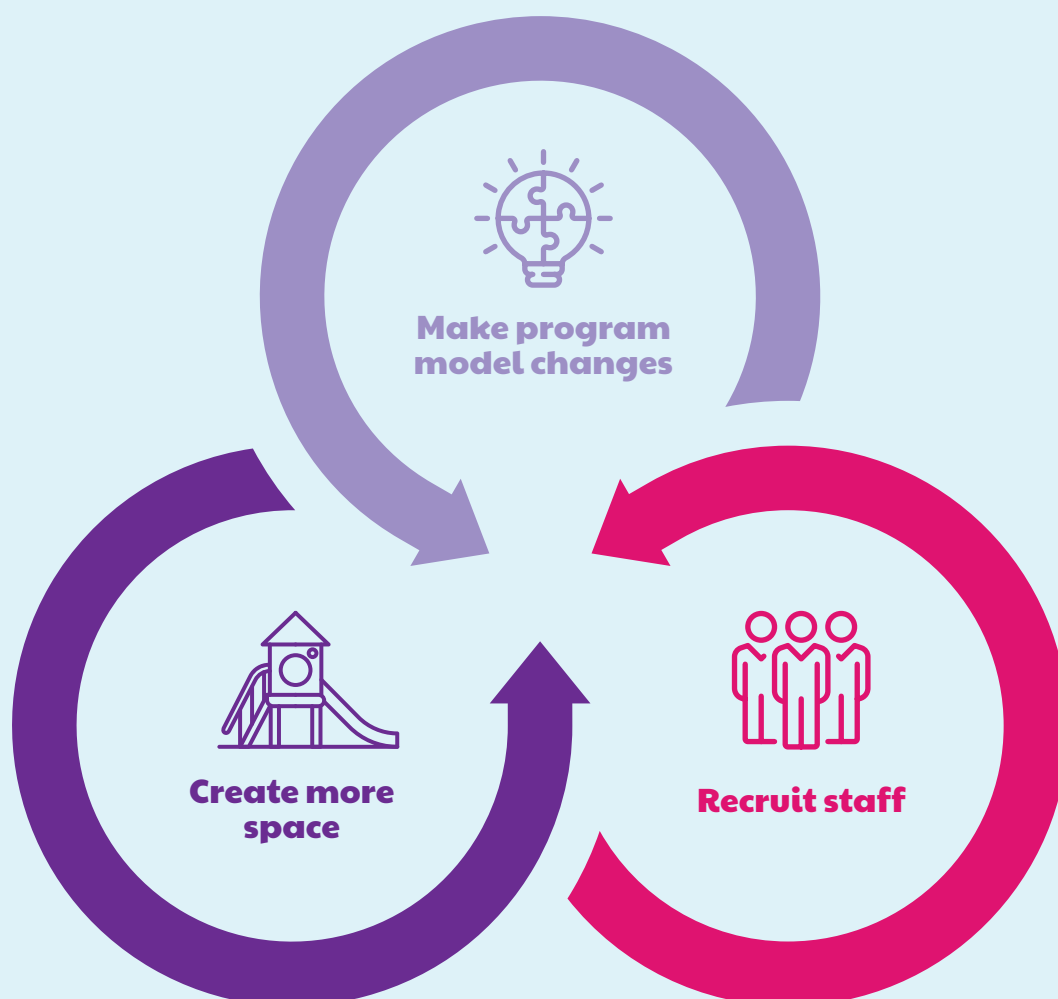 Make program
model changes
Create more
space
Recruit staff